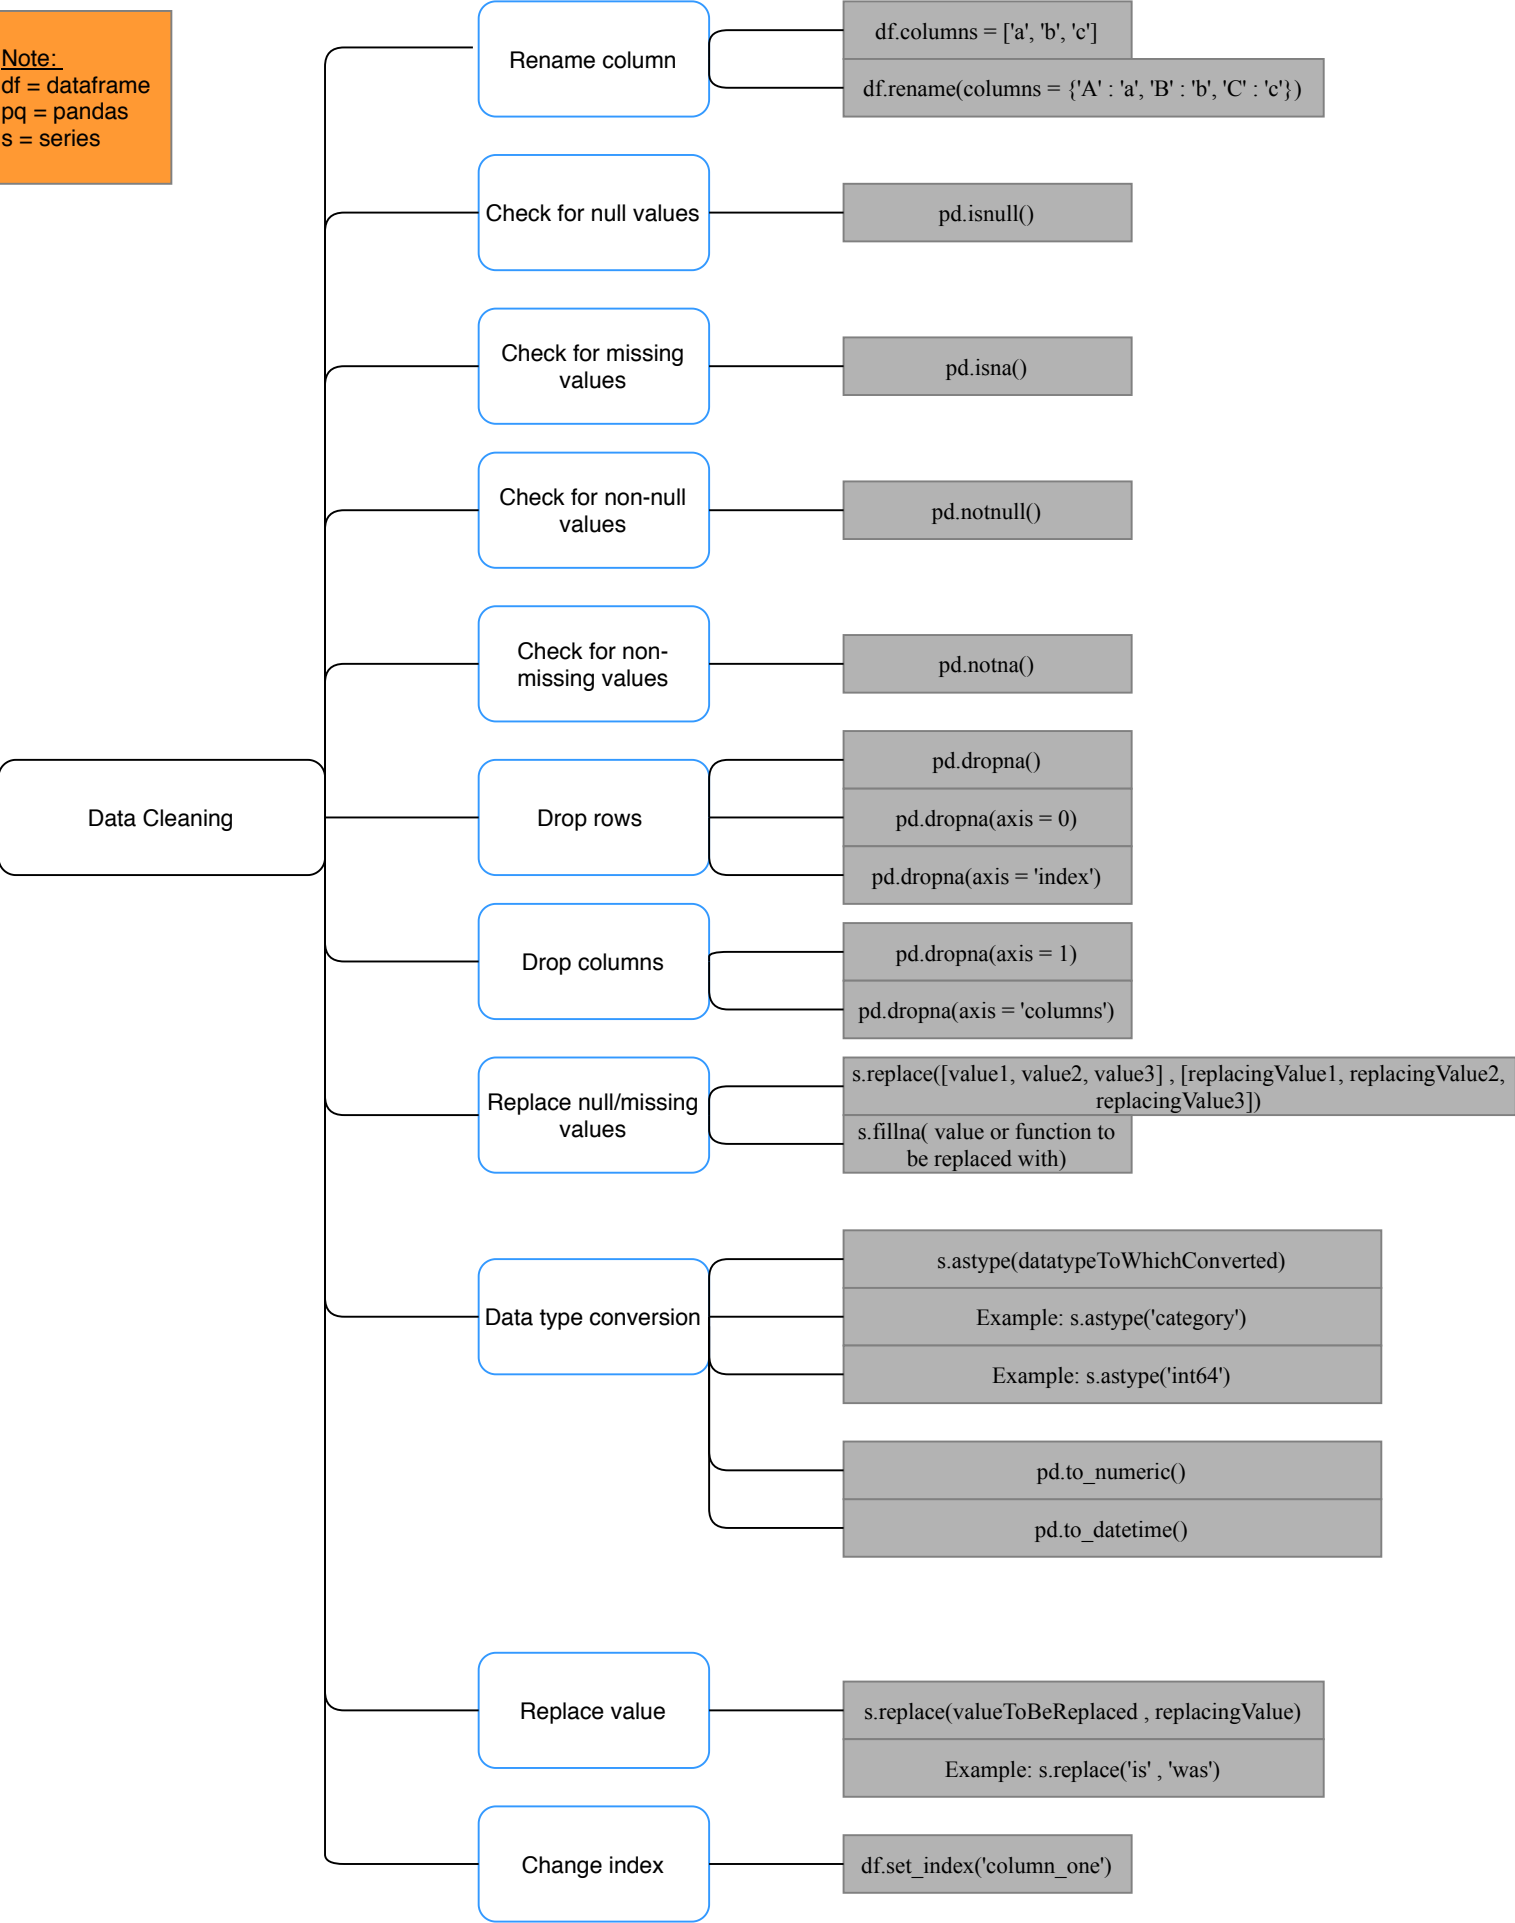 Note:
df = dataframe
pq = pandas
s = series
Data Cleaning
Rename column
df.columns = ['a', 'b', 'c']
df.rename(columns = {'A' : 'a', 'B' : 'b', 'C' : 'c'})
Check for null values
pd.isnull()
Check for missing
values
pd.isna()
Check for non-null
values
pd.notnull()
Check for non-
missing values
pd.notna()
Drop rows
pd.dropna()
pd.dropna(axis = 0)
pd.dropna(axis = 'index')
Drop columns
pd.dropna(axis = 1)
pd.dropna(axis = 'columns')
Replace null/missing
values
s.replace([value1, value2, value3] , [replacingValue1, replacingValue2,
replacingValue3])
s.fillna( value or function to
be replaced with)
Data type conversion
s.astype(datatypeToWhichConverted)
Example: s.astype('category')
Example: s.astype('int64')
pd.to_numeric()
pd.to_datetime()
Replace value
s.replace(valueToBeReplaced , replacingValue)
Example: s.replace('is' , 'was')
Change index
df.set_index('column_one')